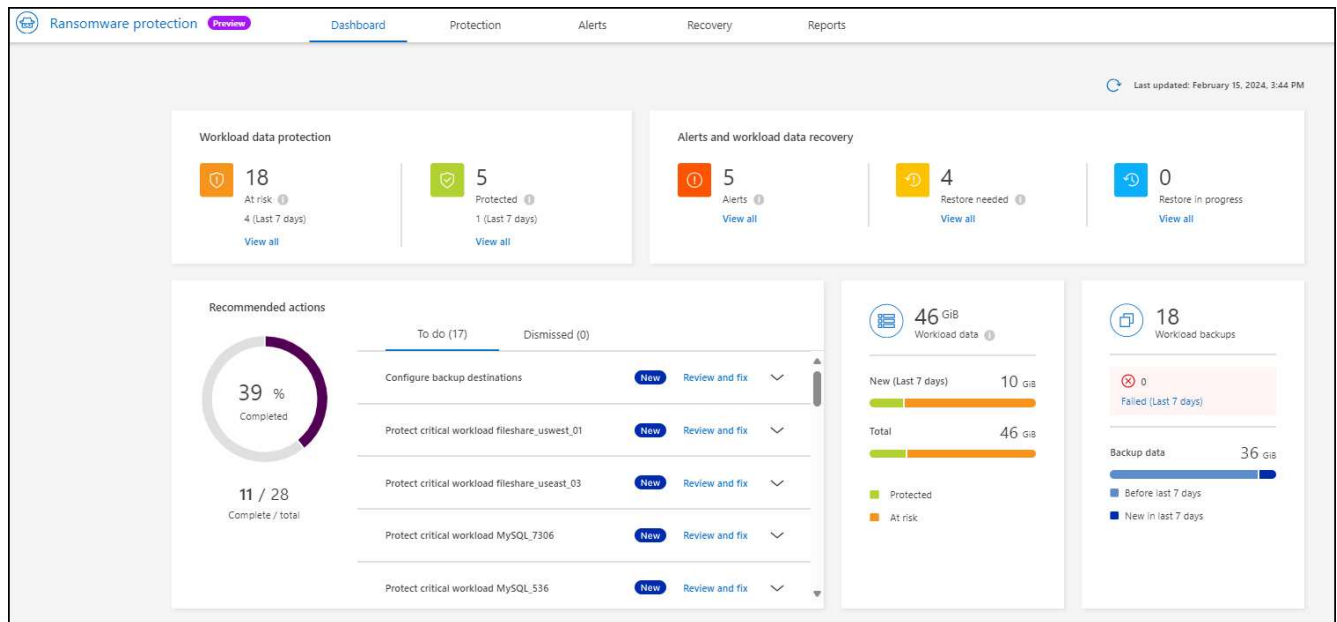 Ransomware protection Preview Dashboard Protection Alerts Recovery Reports
Last updated: February 15, 2024, 3:44 PM
Workload data protection
18
At risk
4 (Last 7 days)
View all
5
Protected
1 (Last 7 days)
View all
Alerts and workload data recovery
5
Alerts
View all
4
Restore needed
View all
0
Restore in progress
View all
Recommended actions
39 %
Completed
11 / 28
Complete / total
To do (17) Dismissed (0)
Configure backup destinations New Review and fix
Protect critical workload fileshare_uswest_01 New Review and fix
Protect critical workload fileshare_useast_03 New Review and fix
Protect critical workload MySQL_7306 New Review and fix
Protect critical workload MySQL_536 New Review and fix
46 GiB
Workload data
New (Last 7 days) 10 GiB
Total 46 GiB
Protected
At risk
18
Workload backups
0
Failed (Last 7 days)
Backup data 36 GiB
Before last 7 days
New in last 7 days